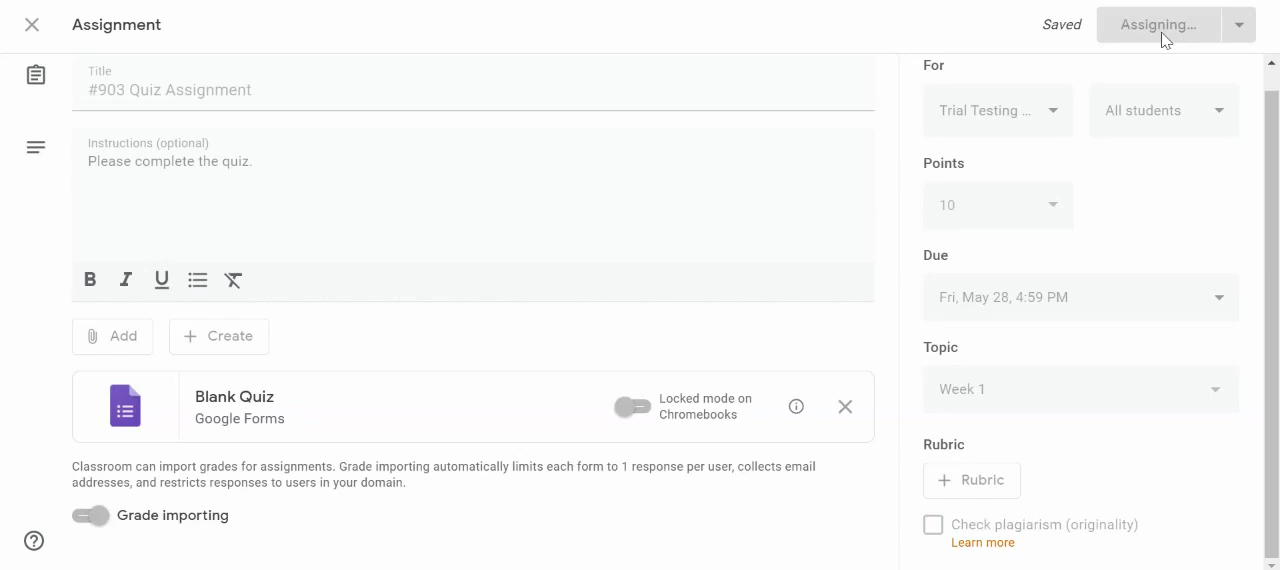 Assignment
Saved
Assigning...
Title
#903 Quiz Assignment
Instructions (optional)
Please complete the quiz.
B I U
Add
Create
Blank Quiz
Google Forms
Locked mode on
Chromebooks
Classroom can import grades for assignments. Grade importing automatically limits each form to 1 response per user, collects email
addresses, and restricts responses to users in your domain.
Grade importing
For
Trial Testing ...
All students
Points
10
Due
Fri, May 28, 4:59 PM
Topic
Week 1
Rubric
Rubric
Check plagiarism (originality)
Learn more